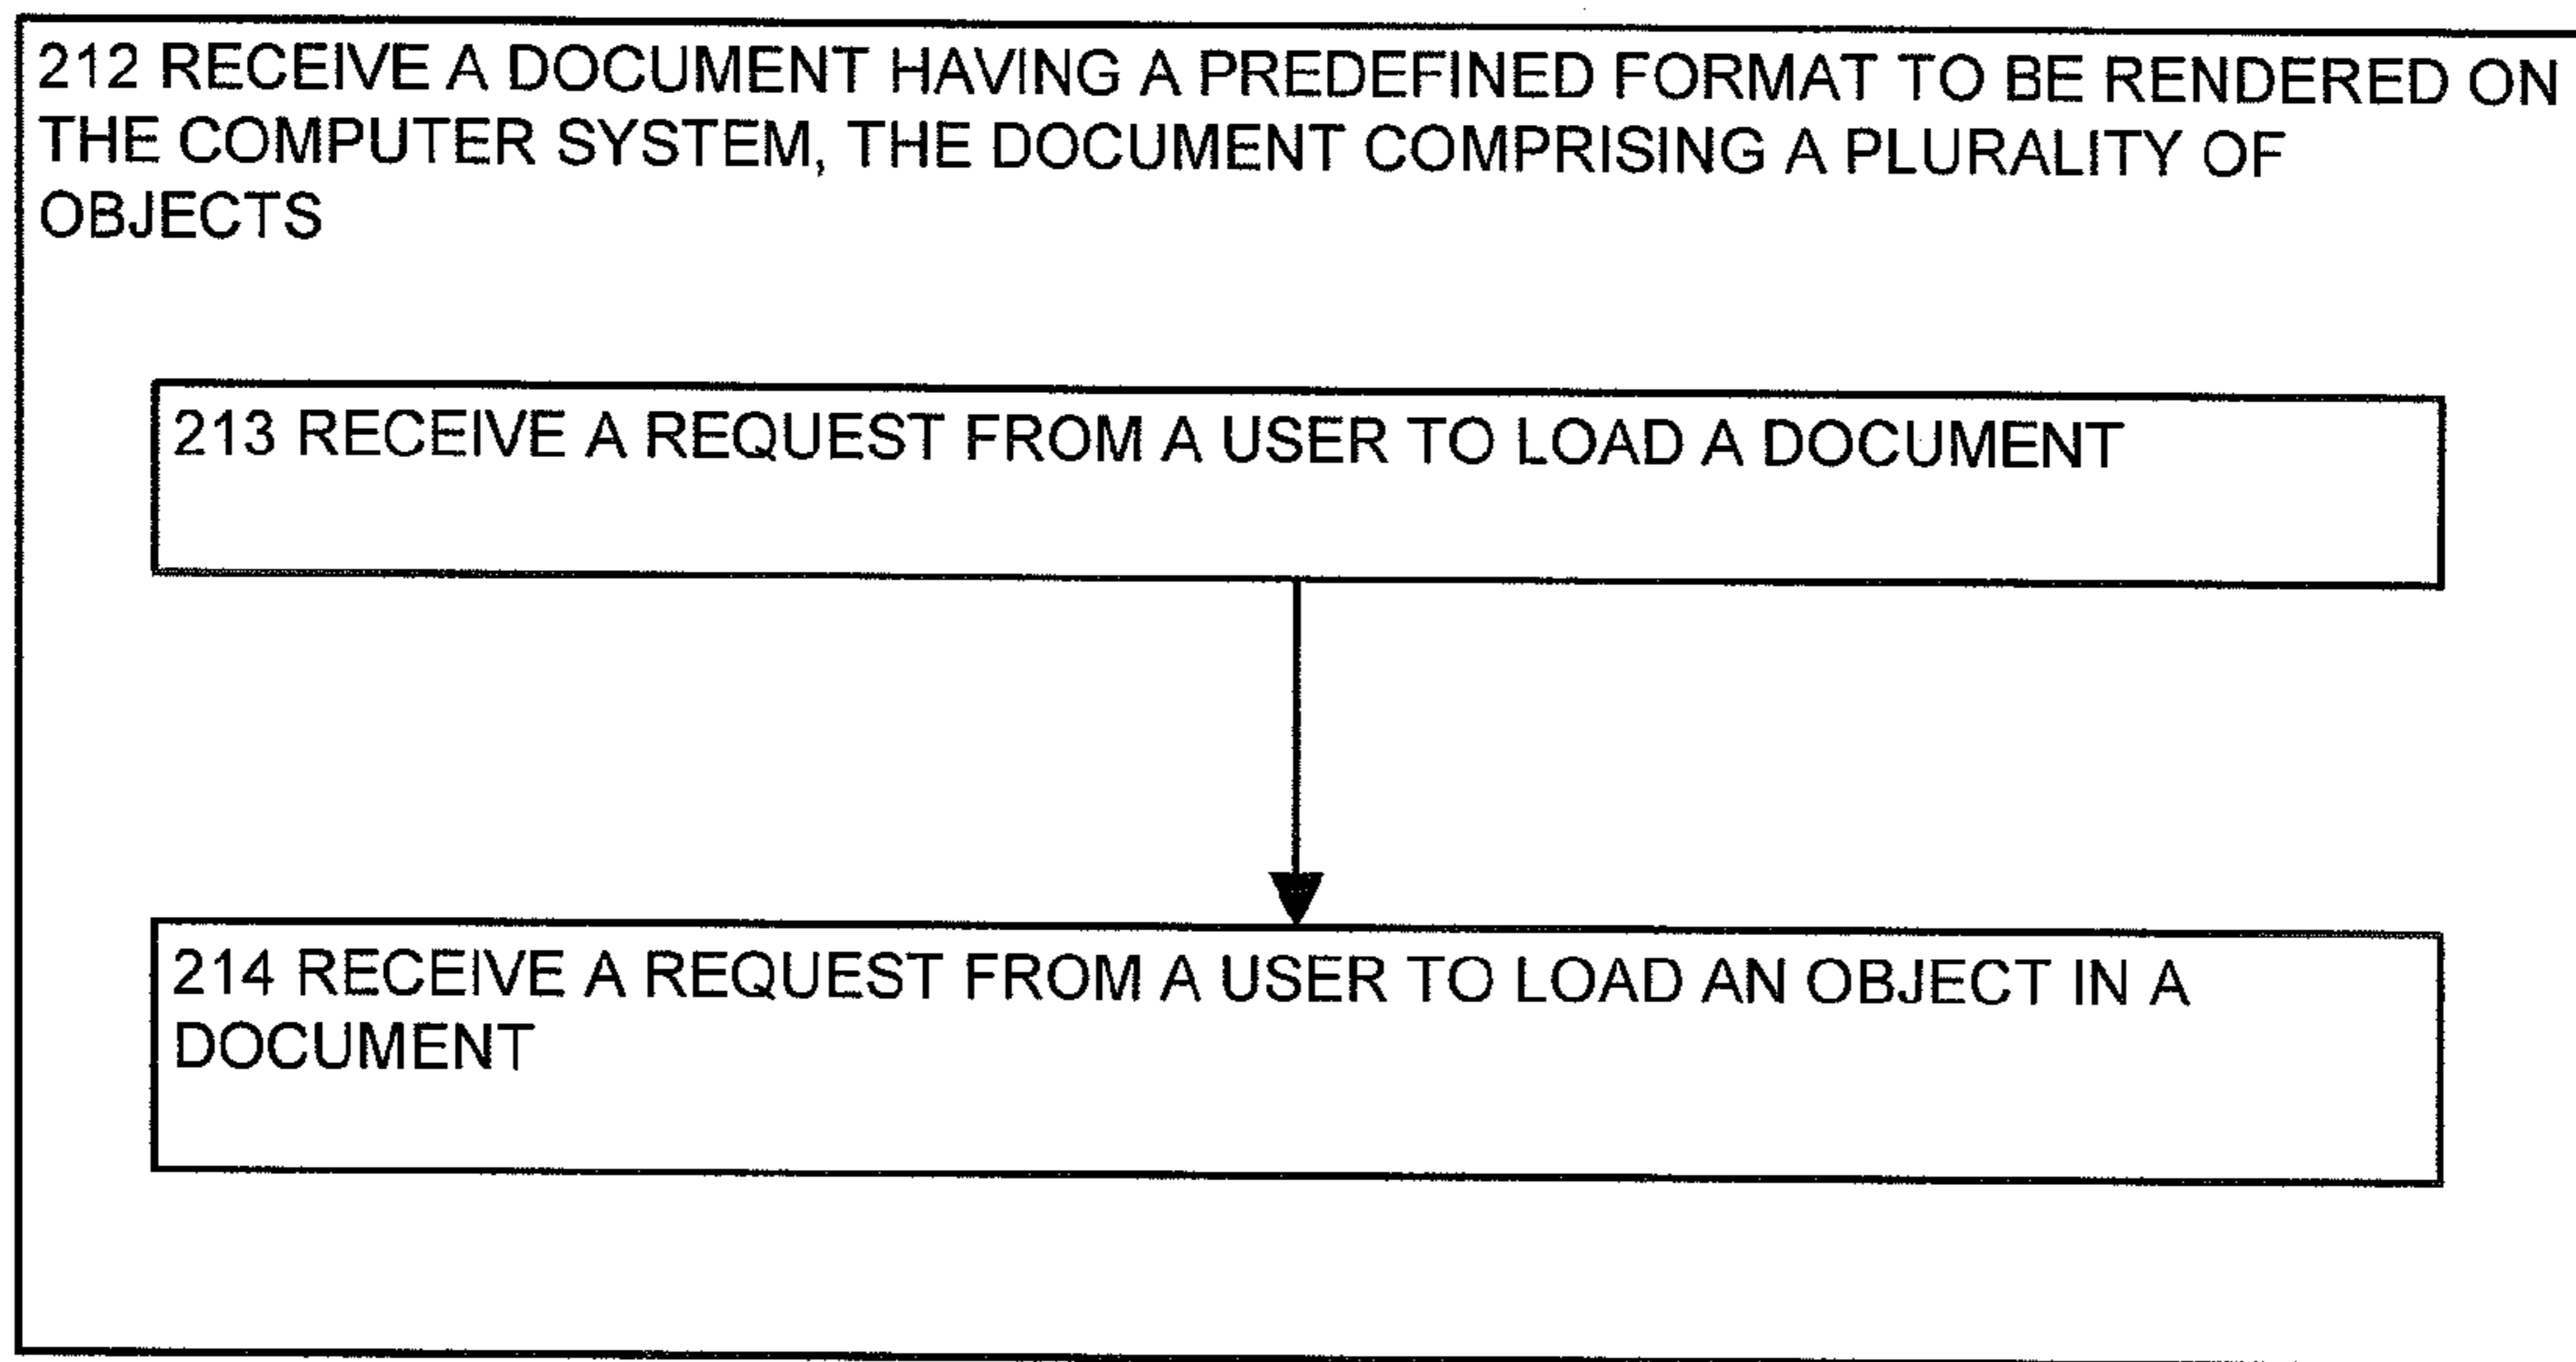 212 RECEIVE A DOCUMENT HAVING A PREDEFINED FORMAT TO BE RENDERED ON
THE COMPUTER SYSTEM, THE DOCUMENT COMPRISING A PLURALITY OF
OBJECTS
213 RECEIVE A REQUEST FROM A USER TO LOAD A DOCUMENT
214 RECEIVE A REQUEST FROM A USER TO LOAD AN OBJECT IN A
DOCUMENT